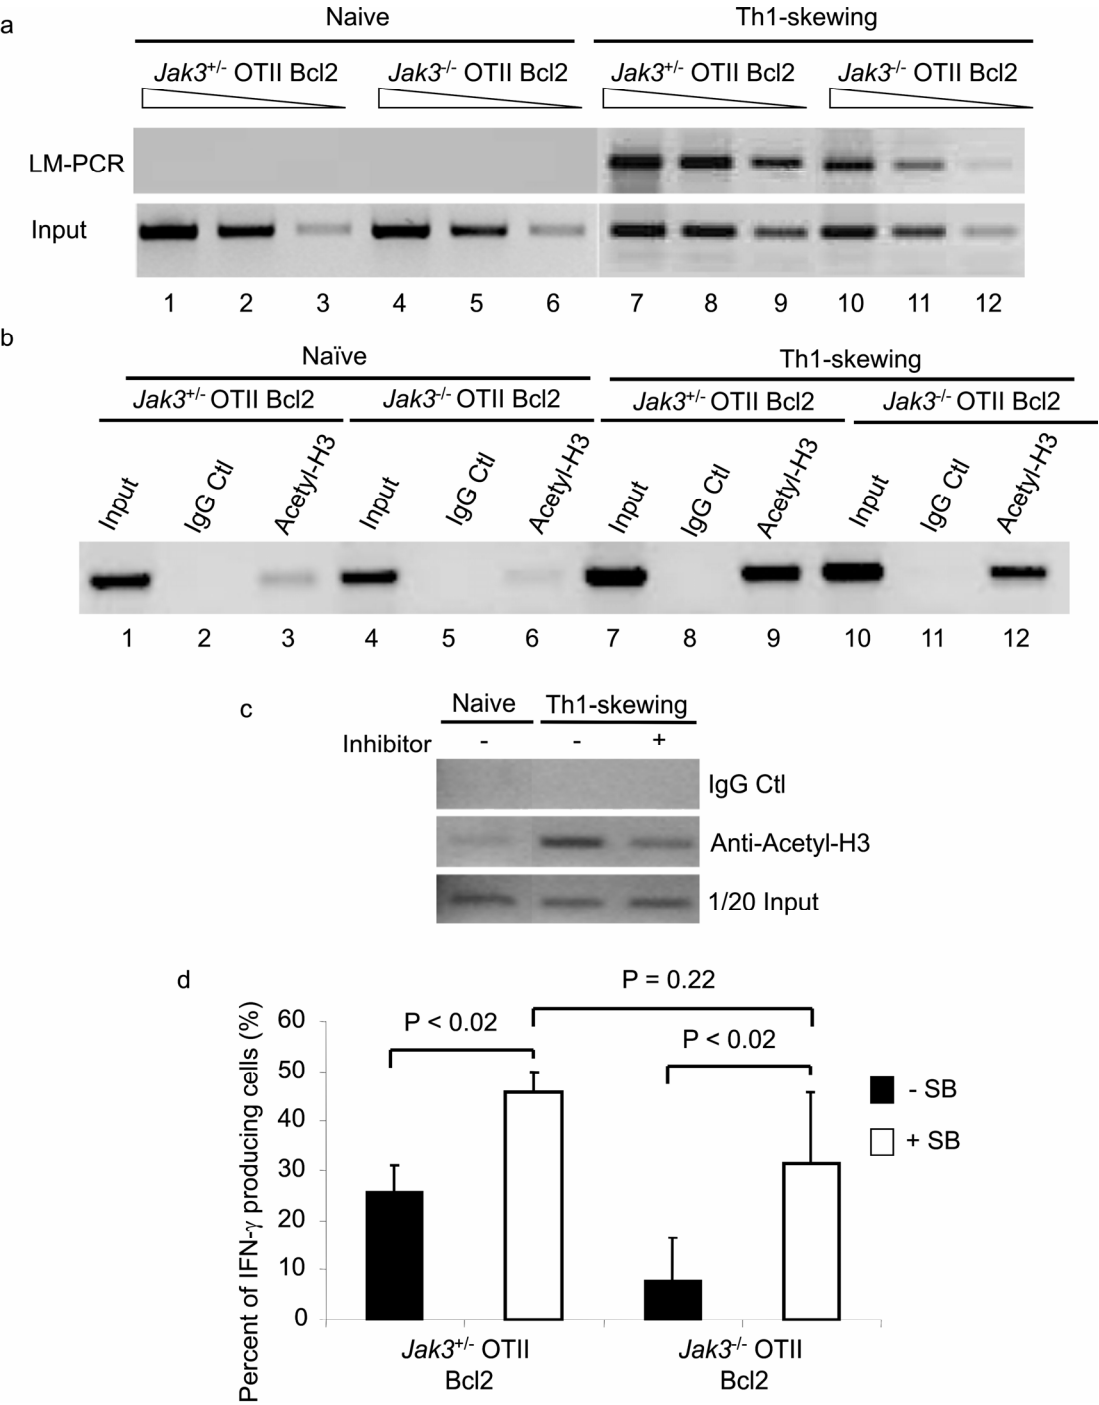 a
Naive
Th1-skewing
Jak3+/- OTII Bcl2
Jak3-/- OTII Bcl2
Jak3+/- OTII Bcl2
Jak3-/- OTII Bcl2
LM-PCR
Input
1 2 3 4 5 6 7 8 9 10 11 12
b
Naïve
Th1-skewing
Jak3+/- OTII Bcl2
Jak3-/- OTII Bcl2
Jak3+/- OTII Bcl2
Jak3-/- OTII Bcl2
Input
IgG Ctl
Acetyl-H3
Input
IgG Ctl
Acetyl-H3
Input
IgG Ctl
Acetyl-H3
Input
IgG Ctl
Acetyl-H3
1 2 3 4 5 6 7 8 9 10 11 12
c
Naive
Th1-skewing
Inhibitor - - +
IgG Ctl
Anti-Acetyl-H3
1/20 Input
d
P = 0.22
P < 0.02
P < 0.02
Percent of IFN-γ producing cells (%)
60
50
40
30
20
10
0
- SB
+ SB
Jak3+/- OTII
Bcl2
Jak3-/- OTII
Bcl2